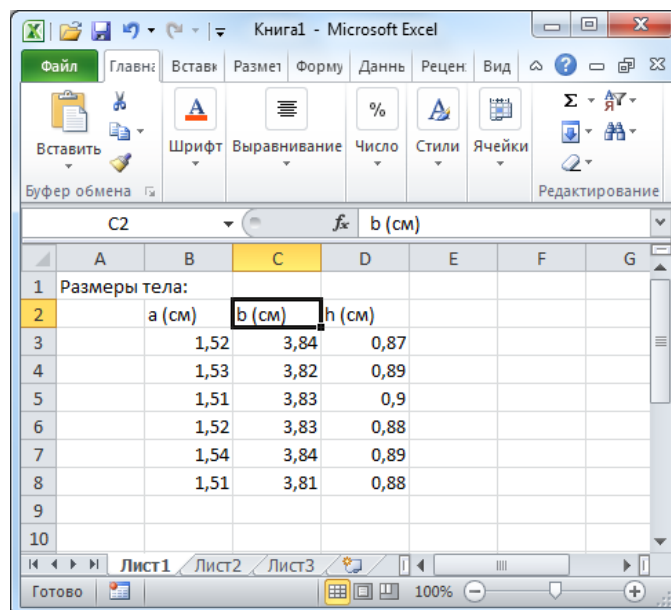 Книга1 - Microsoft Excel
Файл Главна Вставк Размет Форму Даннь Рецен: Вид
Вставить Шрифт Выравнивание Число Стили Ячейки
Буфер обмена Редактирование
C2 fx b (см)
A B C D E F G
1 Размеры тела:
2 a (см) b (см) h (см)
3 1,52 3,84 0,87
4 1,53 3,82 0,89
5 1,51 3,83 0,9
6 1,52 3,83 0,88
7 1,54 3,84 0,89
8 1,51 3,81 0,88
9
10
Лист1 Лист2 Лист3
Готово 100%